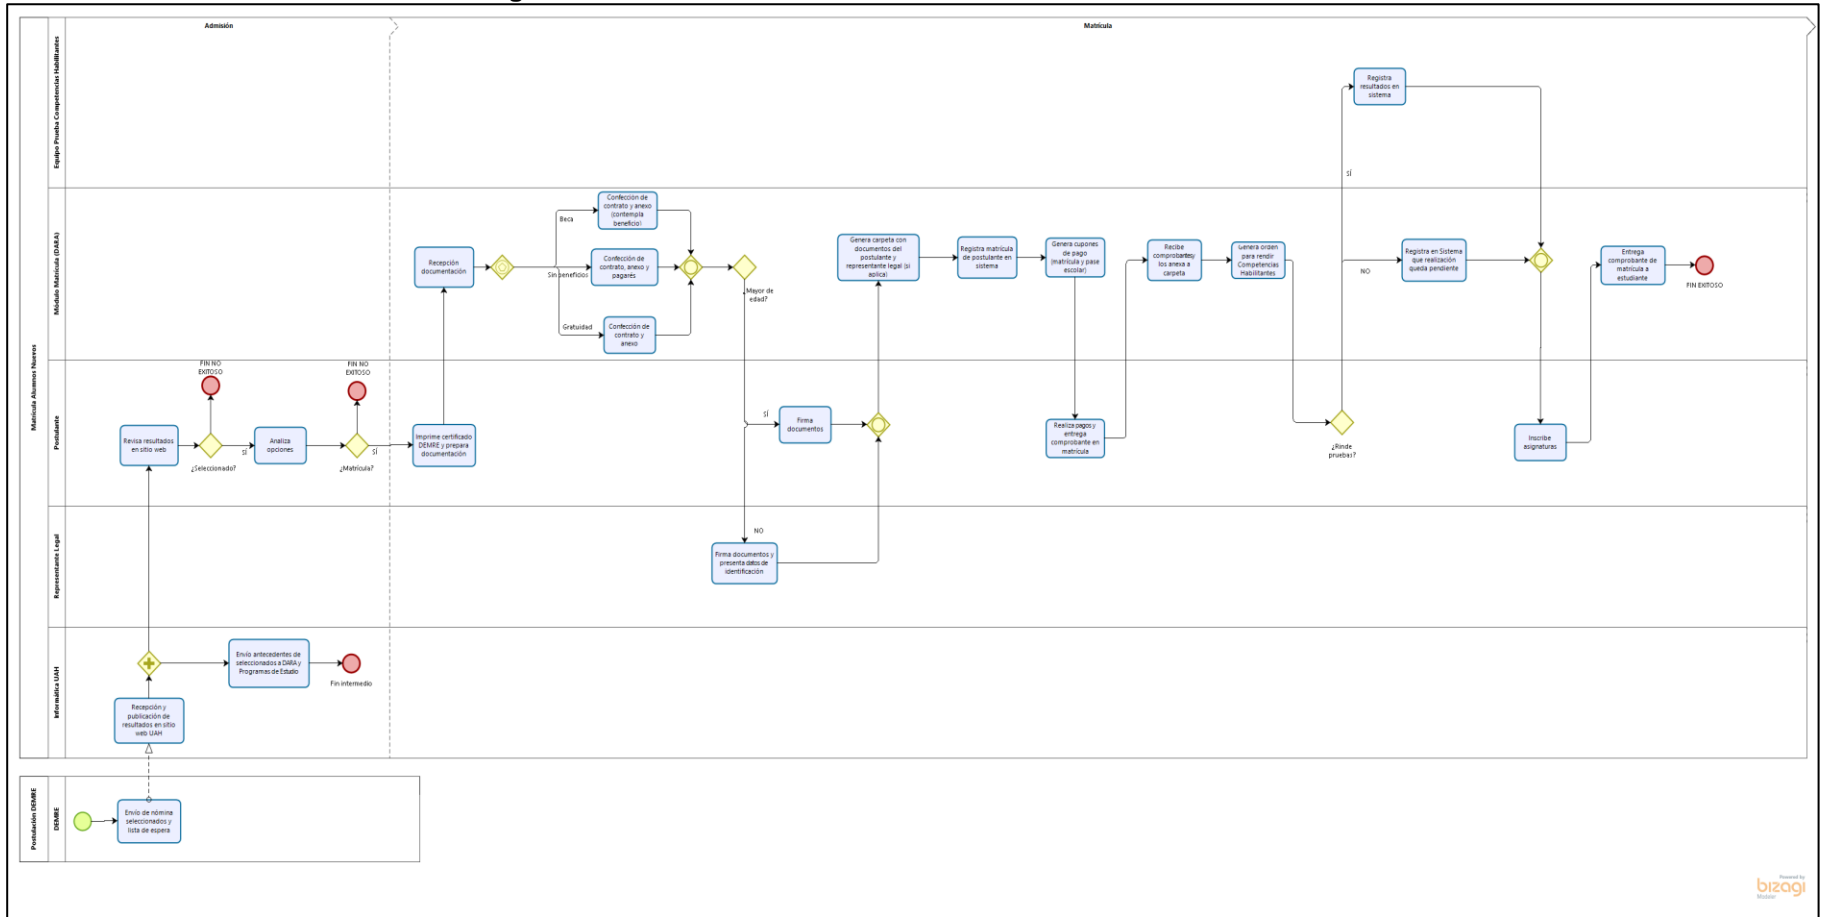 Admisión
Matrícula
Matrícula Alumnos Nuevos
Equipo Prueba Competencias Habilitantes
Registra
resultados en
sistema
SÍ
Módulo Matrícula (DARA)
Recepción
documentación
Beca
Sin beneficios
Gratuidad
Confección de
contrato y anexo
(contempla
beneficio)
Confección de
contrato, anexo y
pagarés
Confección de
contrato y
anexo
Mayor de
edad?
Genera carpeta con
documentos del
postulante y
representante legal (si
aplica)
Registra matrícula
de postulante en
sistema
Genera cupones
de pago
(matrícula y pase
escolar)
Recibe
comprobantes y
los anexa a
carpeta
Genera orden
para rendir
Competencias
Habilitantes
NO
Registra en Sistema
que realización
queda pendiente
Entrega
comprobante de
matrícula a
estudiante
FIN EXITOSO
Postulante
Revisa resultados
en sitio web
FIN NO
EXITOSO
¿Seleccionado?
SÍ
Analiza
opciones
FIN NO
EXITOSO
¿Matrícula?
SÍ
Imprime certificado
DEMRE y prepara
documentación
SÍ
Firma
documentos
Realiza pagos y
entrega
comprobante en
matrícula
¿Rinde
pruebas?
Inscribe
asignaturas
Representante Legal
NO
Firma documentos y
presenta datos de
identificación
Informática UAH
Envío antecedentes de
seleccionados a DARA y
Programas de Estudio
Fin intermedio
Recepción y
publicación de
resultados en sitio
web UAH
Postulación DEMRE
DEMRE
Envío de nómina
seleccionados y
lista de espera
Powered by
bizagi
Modeler